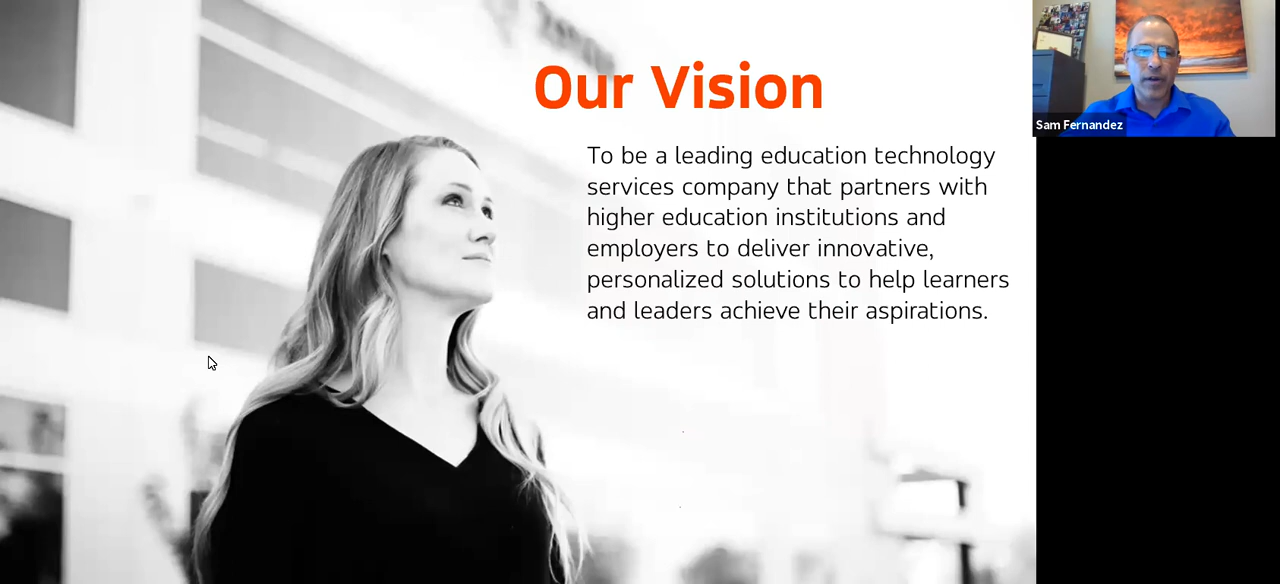 Our Vision
To be a leading education technology
services company that partners with
higher education institutions and
employers to deliver innovative,
personalized solutions to help learners
and leaders achieve their aspirations.
Sam Fernandez